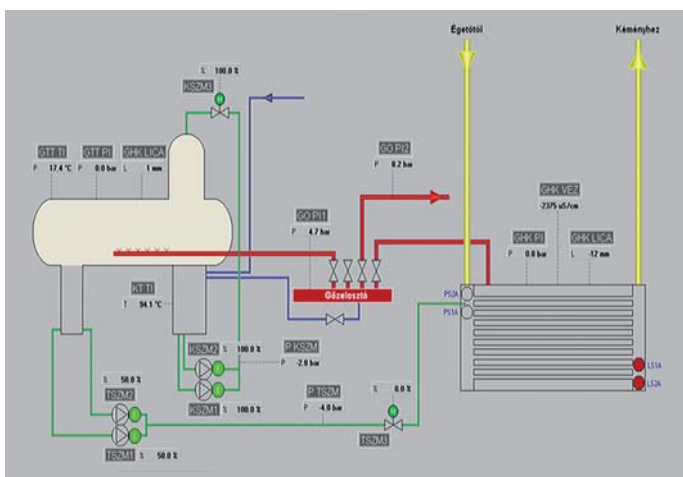 Égetőtől
Kéményhez
% 100.0 %
KSZM3
GTT TI
P 17.4 °C
GTT PI
P 0.0 bar
GHK LICA
L 1 mm
GO PI2
P 0.2 bar
GO PI1
P 4.7 bar
GHK VEZ
-2375 uS/cm
GHK PI
P 0.0 bar
GHK LICA
L -12 mm
KT TI
T 94.1 °C
Gőzelosztó
PS2A
PS1A
KSZM2
% 100.0 %
P KSZM
P -2.0 bar
KSZM1
% 100.0 %
LS1A
LS2A
% 50.0 %
TSZM2
P TSZM
P -4.0 bar
% 0.0 %
TSZM3
TSZM1
% 50.0 %